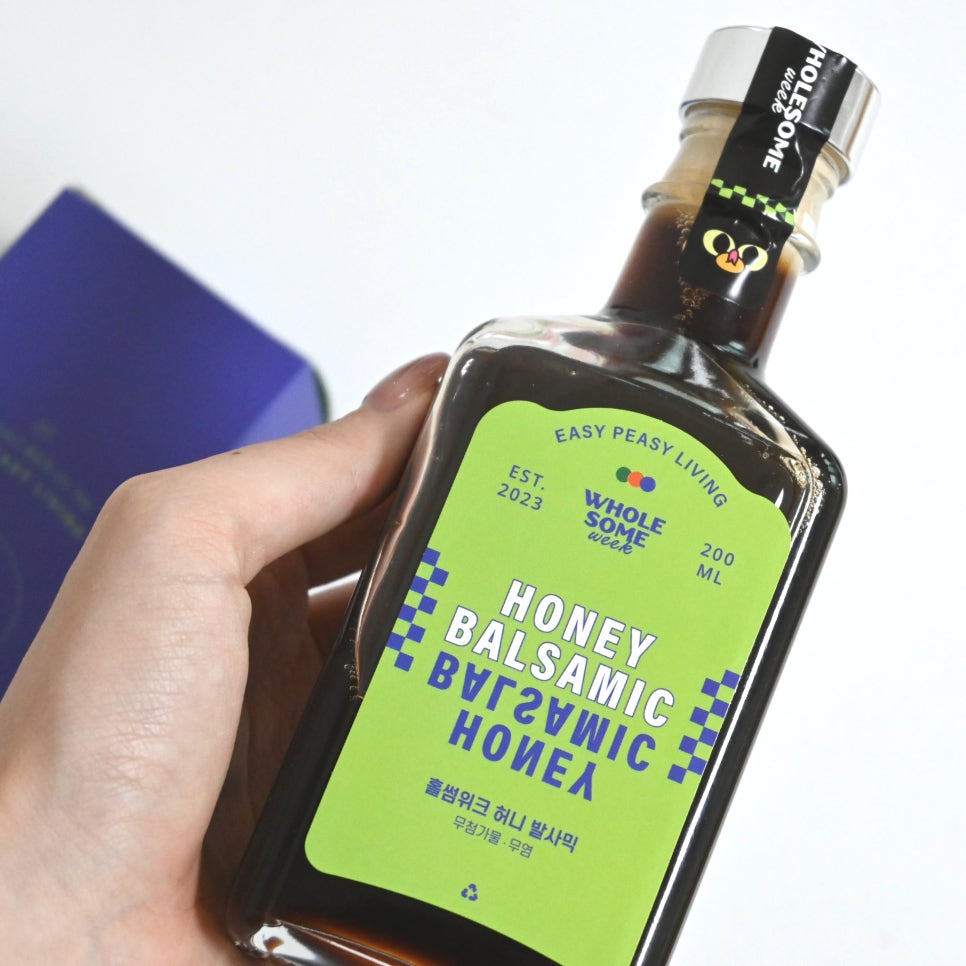 WHOLESOME
week
EASY PEASY LIVING
EST.
2023
WHOLE
SOME
week
200
ML
HONEY
BALSAMIC
BALSAMIC
HONEY
홀썸위크 허니 발사믹
무첨가물 · 무염